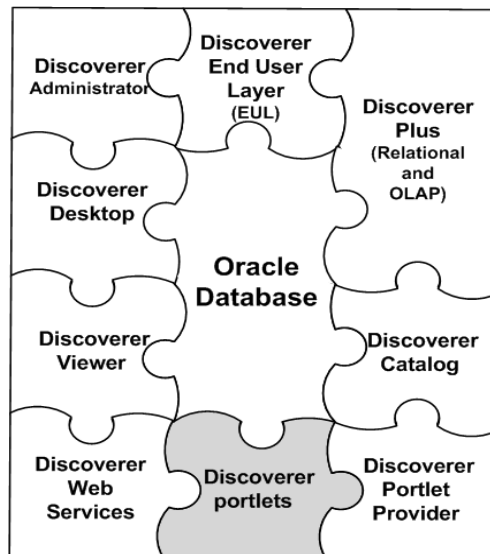 Discoverer
Administrator
Discoverer
End User
Layer
(EUL)
Discoverer
Plus
(Relational
and
OLAP)
Discoverer
Desktop
Oracle
Database
Discoverer
Viewer
Discoverer
Catalog
Discoverer
Web
Services
Discoverer
portlets
Discoverer
Portlet
Provider